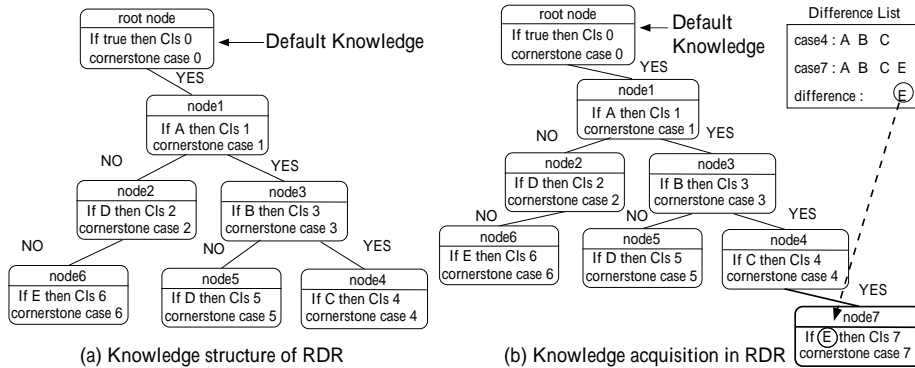 root node
If true then Cls 0
cornerstone case 0
Default Knowledge
YES
node1
If A then Cls 1
cornerstone case 1
NO
YES
node2
If D then Cls 2
cornerstone case 2
node3
If B then Cls 3
cornerstone case 3
NO
NO
YES
node6
If E then Cls 6
cornerstone case 6
node5
If D then Cls 5
cornerstone case 5
node4
If C then Cls 4
cornerstone case 4
(a) Knowledge structure of RDR
root node
If true then Cls 0
cornerstone case 0
Default
Knowledge
YES
node1
If A then Cls 1
cornerstone case 1
NO
YES
node2
If D then Cls 2
cornerstone case 2
node3
If B then Cls 3
cornerstone case 3
NO
NO
YES
node6
If E then Cls 6
cornerstone case 6
node5
If D then Cls 5
cornerstone case 5
node4
If C then Cls 4
cornerstone case 4
YES
node7
If E then Cls 7
cornerstone case 7
Difference List
case4 : A B C
case7 : A B C E
difference : E
(b) Knowledge acquisition in RDR